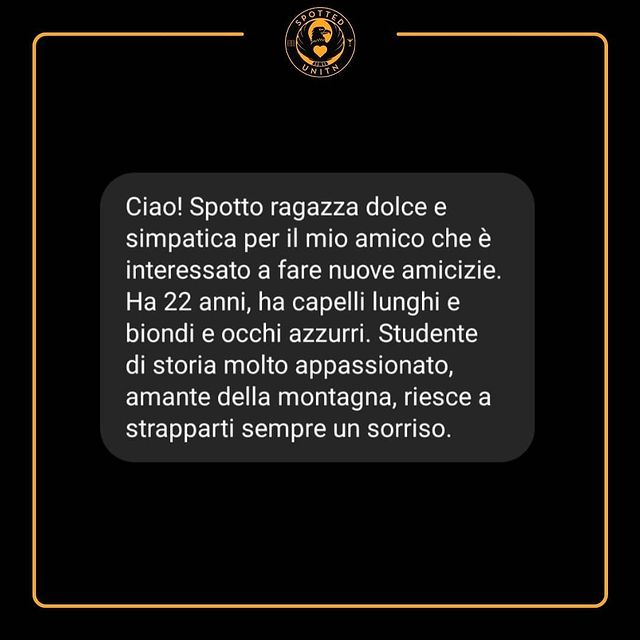 SPOTTED
UNITN
Ciao! Spotto ragazza dolce e
simpatica per il mio amico che è
interessato a fare nuove amicizie.
Ha 22 anni, ha capelli lunghi e
biondi e occhi azzurri. Studente
di storia molto appassionato,
amante della montagna, riesce a
strapparti sempre un sorriso.